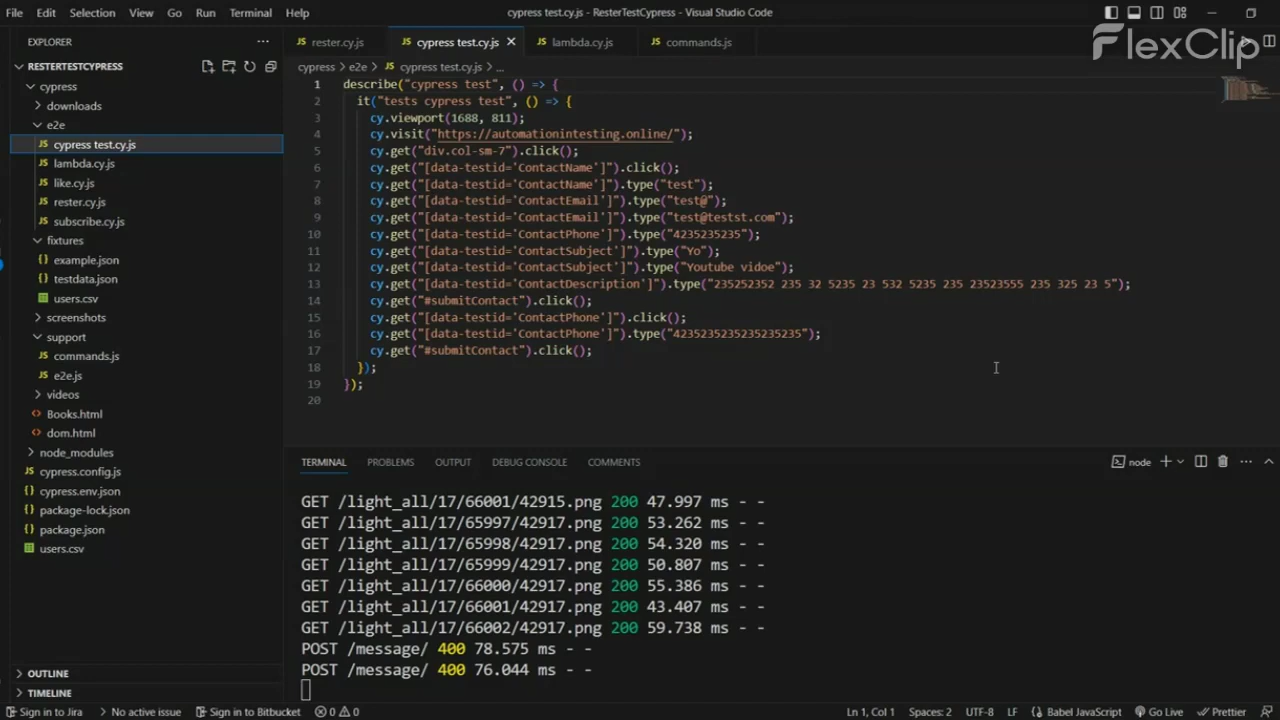 File Edit Selection View Go Run Terminal Help cypress test.cy.js - ResterTestCypress - Visual Studio Code
FlexClip
EXPLORER ...
RESTERTESTCYPRESS
cypress
downloads
e2e
JS cypress test.cy.js
JS lambda.cy.js
JS like.cy.js
JS rester.cy.js
JS subscribe.cy.js
fixtures
{} example.json
{} testdata.json
users.csv
screenshots
support
JS commands.js
JS e2e.js
videos
<> Books.html
<> dom.html
node_modules
JS cypress.config.js
{} cypress.env.json
{} package-lock.json
{} package.json
users.csv
OUTLINE
TIMELINE
JS rester.cy.js JS cypress test.cy.js JS lambda.cy.js JS commands.js
cypress > e2e > JS cypress test.cy.js > ...
1 describe("cypress test", () => {
2 it("tests cypress test", () => {
3 cy.viewport(1688, 811);
4 cy.visit("https://automationintesting.online/");
5 cy.get("div.col-sm-7").click();
6 cy.get("[data-testid='ContactName']").click();
7 cy.get("[data-testid='ContactName']").type("test");
8 cy.get("[data-testid='ContactEmail']").type("test@");
9 cy.get("[data-testid='ContactEmail']").type("test@testst.com");
10 cy.get("[data-testid='ContactPhone']").type("4235235235");
11 cy.get("[data-testid='ContactSubject']").type("Yo");
12 cy.get("[data-testid='ContactSubject']").type("Youtube vidoe");
13 cy.get("[data-testid='ContactDescription']").type("235252352 235 32 5235 23 532 5235 235 23523555 235 325 23 5");
14 cy.get("#submitContact").click();
15 cy.get("[data-testid='ContactPhone']").click();
16 cy.get("[data-testid='ContactPhone']").type("4235235235235235235");
17 cy.get("#submitContact").click();
18 });
19 });
20
TERMINAL PROBLEMS OUTPUT DEBUG CONSOLE COMMENTS node
GET /light_all/17/66001/42915.png 200 47.997 ms - -
GET /light_all/17/65997/42917.png 200 53.262 ms - -
GET /light_all/17/65998/42917.png 200 54.320 ms - -
GET /light_all/17/65999/42917.png 200 50.807 ms - -
GET /light_all/17/66000/42917.png 200 55.386 ms - -
GET /light_all/17/66001/42917.png 200 43.407 ms - -
GET /light_all/17/66002/42917.png 200 59.738 ms - -
POST /message/ 400 78.575 ms - -
POST /message/ 400 76.044 ms - -
Sign in to Jira No active issue Sign in to Bitbucket 0 0 Ln 1, Col 1 Spaces: 2 UTF-8 LF {} Babel JavaScript Go Live Prettier